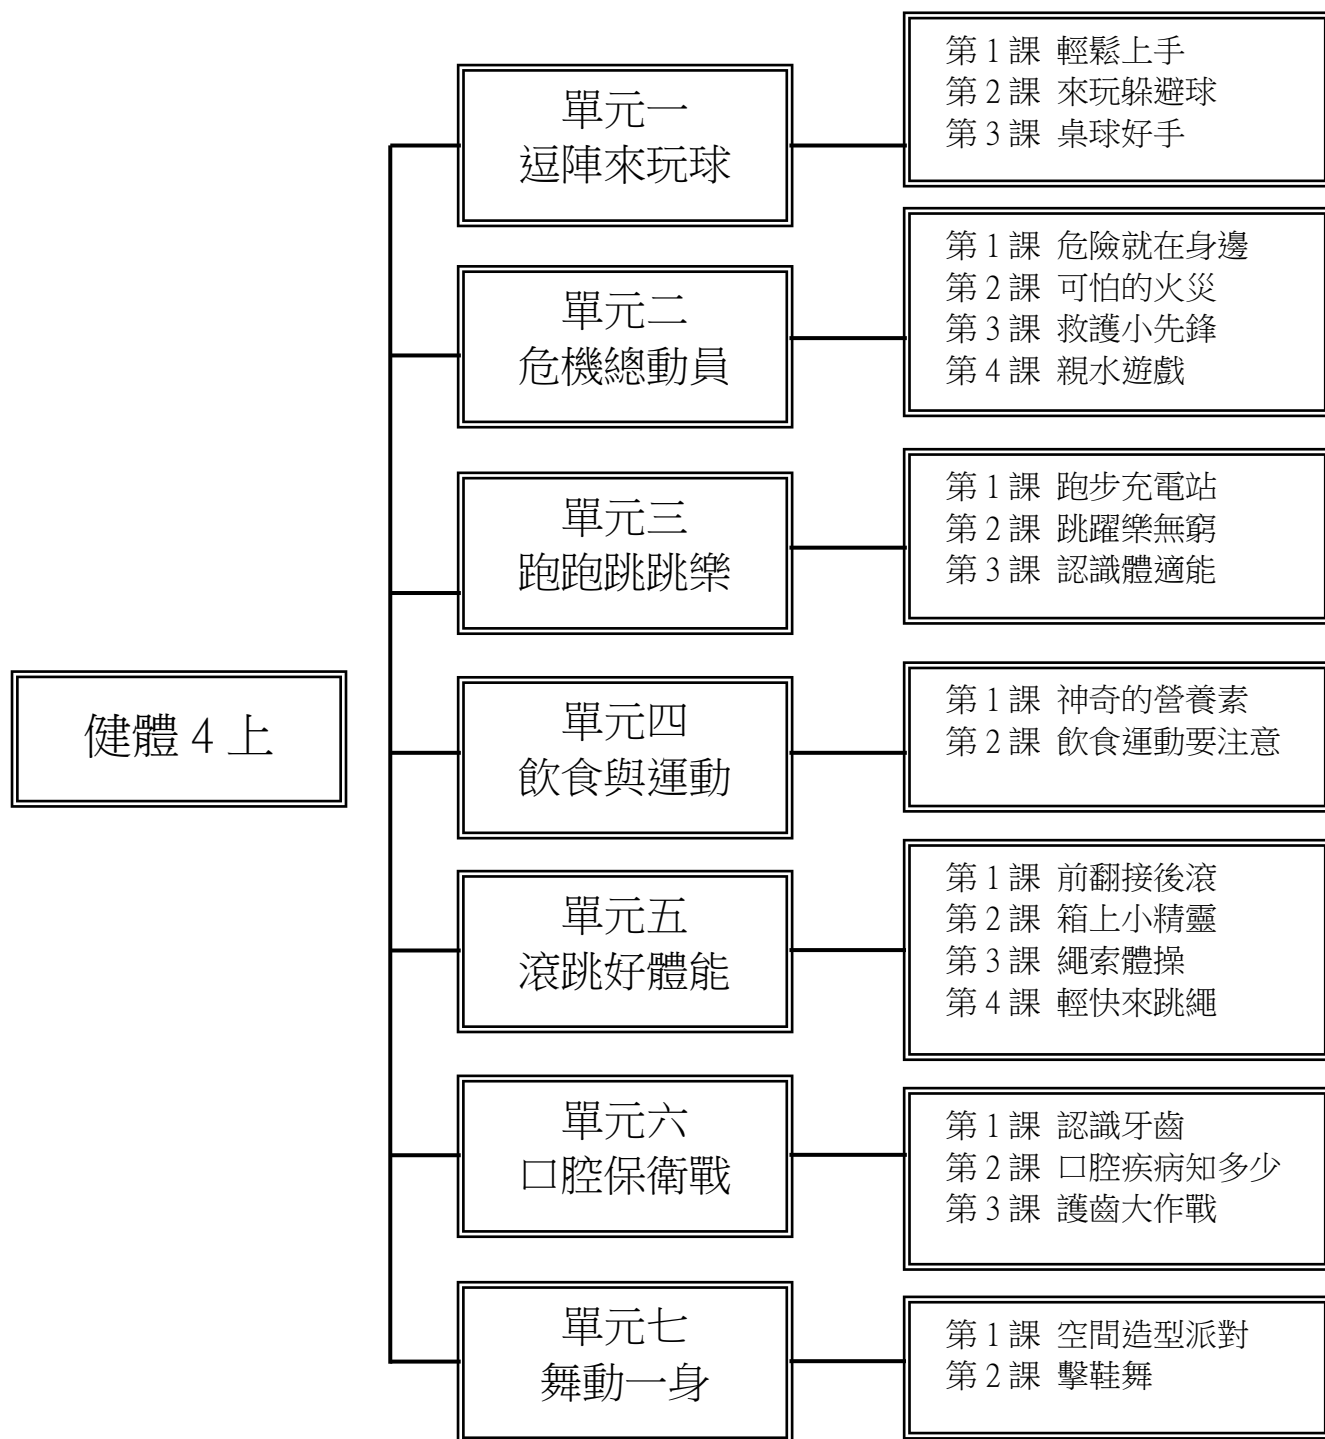 健體 4 上
單元一
逗陣來玩球
第 1 課 輕鬆上手
第 2 課 來玩躲避球
第 3 課 桌球好手
單元二
危機總動員
第 1 課 危險就在身邊
第 2 課 可怕的火災
第 3 課 救護小先鋒
第 4 課 親水遊戲
單元三
跑跑跳跳樂
第 1 課 跑步充電站
第 2 課 跳躍樂無窮
第 3 課 認識體適能
單元四
飲食與運動
第 1 課 神奇的營養素
第 2 課 飲食運動要注意
單元五
滾跳好體能
第 1 課 前翻接後滾
第 2 課 箱上小精靈
第 3 課 繩索體操
第 4 課 輕快來跳繩
單元六
口腔保衛戰
第 1 課 認識牙齒
第 2 課 口腔疾病知多少
第 3 課 護齒大作戰
單元七
舞動一身
第 1 課 空間造型派對
第 2 課 擊鞋舞